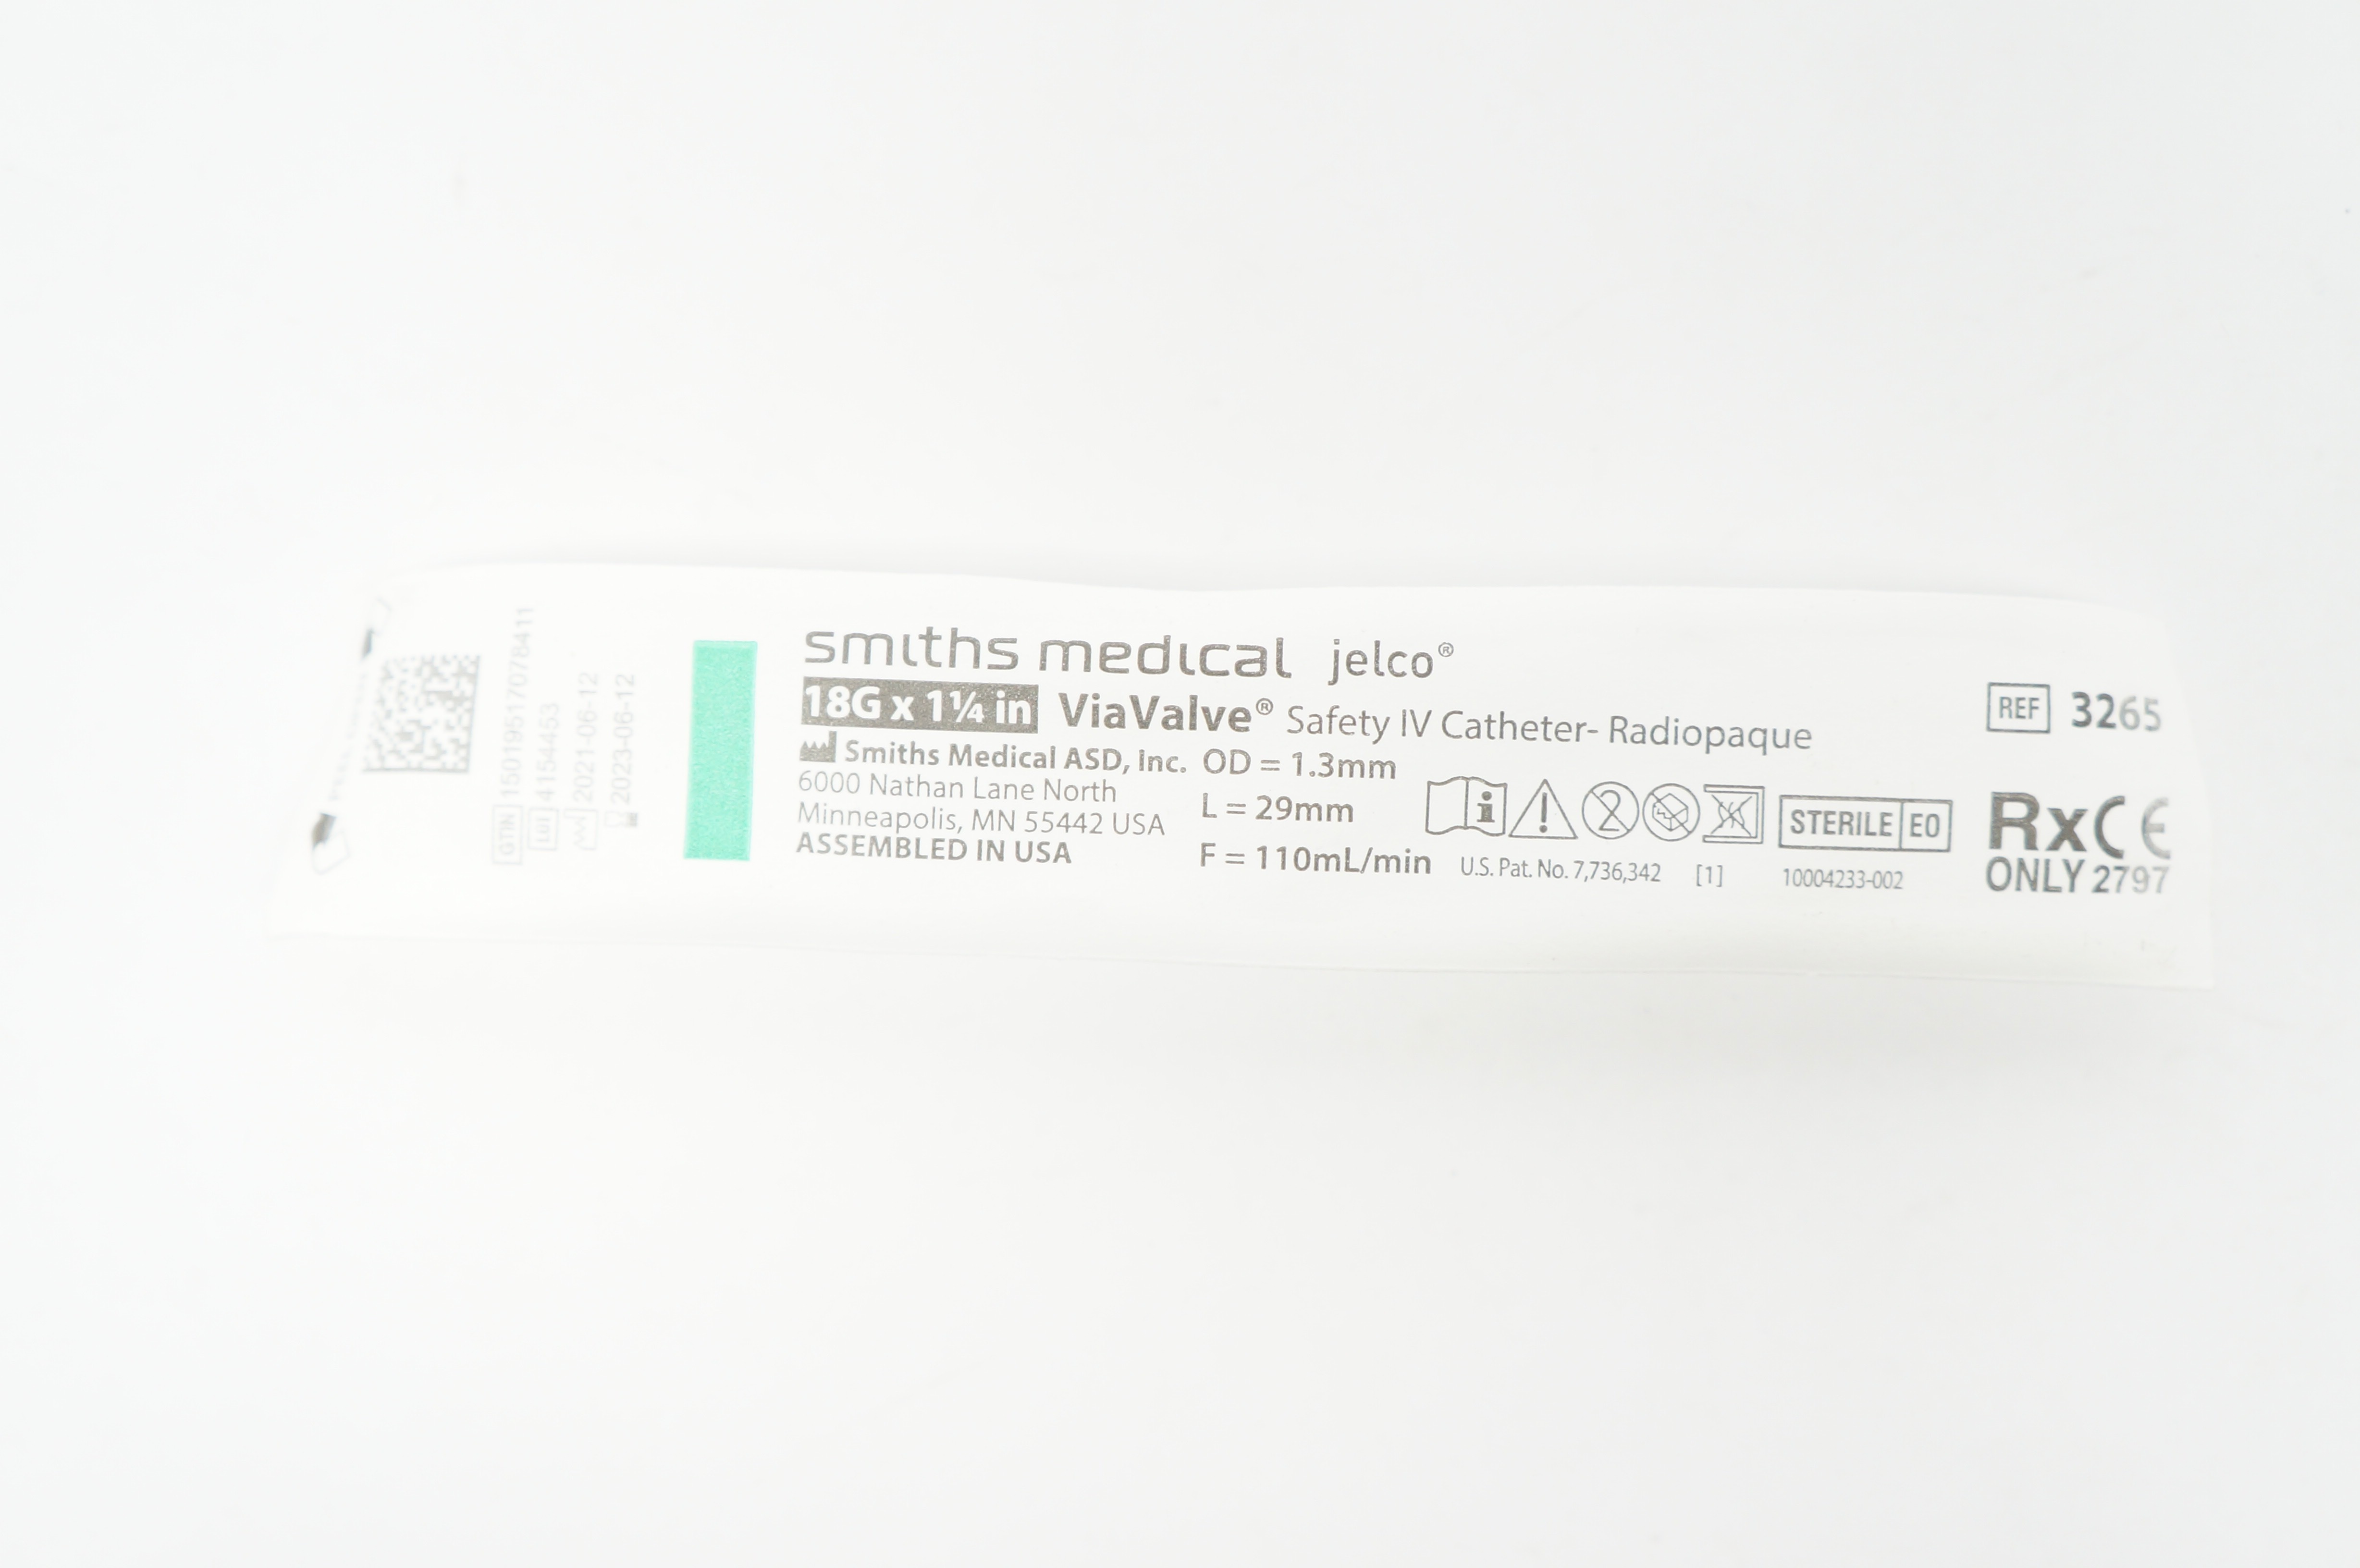 smiths medical jelco®
18G x 1¼ in ViaValve® Safety IV Catheter- Radiopaque
REF 3265
Smiths Medical ASD, Inc.
6000 Nathan Lane North
Minneapolis, MN 55442 USA
ASSEMBLED IN USA
OD = 1.3mm
L = 29mm
F = 110mL/min
i
2
STERILE EO
U.S. Pat. No. 7,736,342 [1] 10004233-002
Rx CE
ONLY 2797
GTIN 15019517078411
LOT 4154453
2021-06-12
2023-06-12